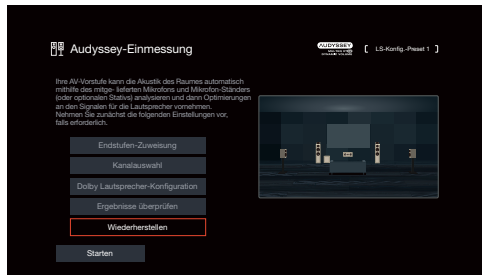 Audyssey-Einmessung
AUDYSSEY
[ LS-Konfig.-Preset 1 ]
Ihre AV-Vorstufe kann die Akustik des Raumes automatisch
mithilfe des mitge- lieferten Mikrofons und Mikrofon-Ständers
(oder optionalen Stativs) analysieren und dann Optimierungen
an den Signalen für die Lautsprecher vornehmen.
Nehmen Sie zunächst die folgenden Einstellungen vor,
falls erforderlich.
Endstufen-Zuweisung
Kanalauswahl
Dolby Lautsprecher-Konfiguration
Ergebnisse überprüfen
Wiederherstellen
Starten